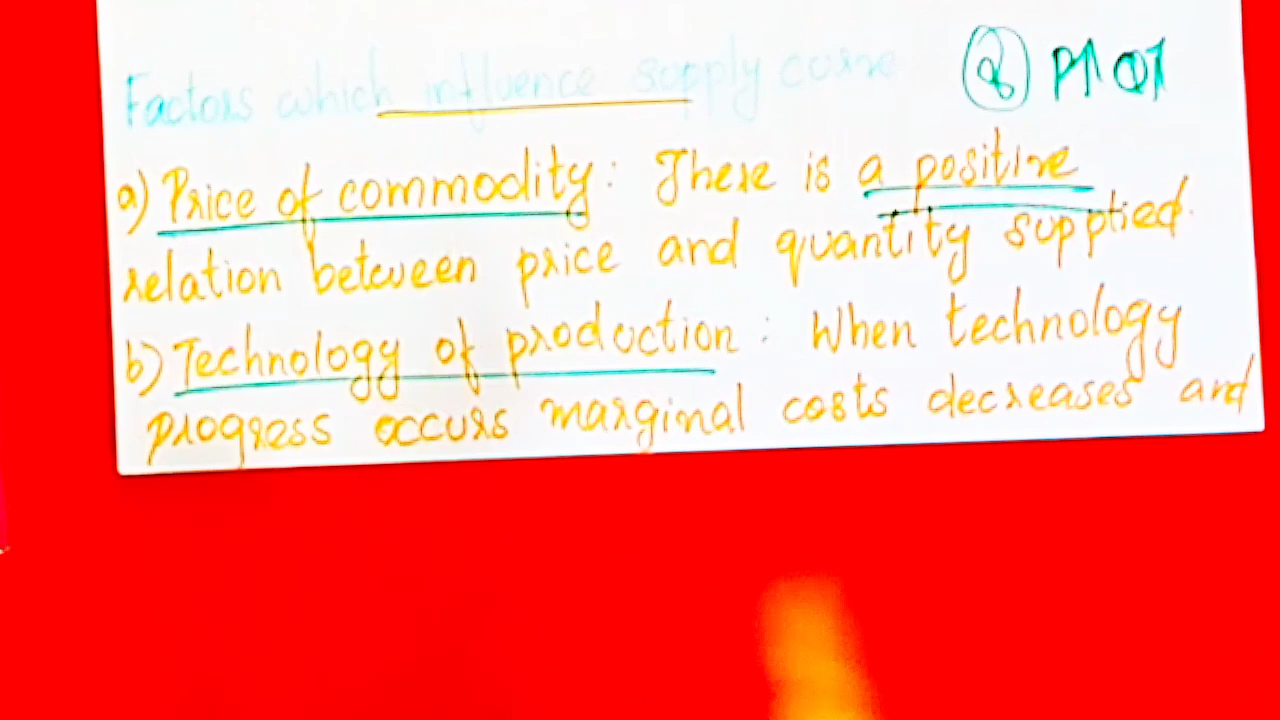 Factors which influence supply curve
P↑ Q↑
a) Price of commodity: There is a positive
relation between price and quantity supplied.
b) Technology of production: When technology
progress occurs marginal costs decreases and